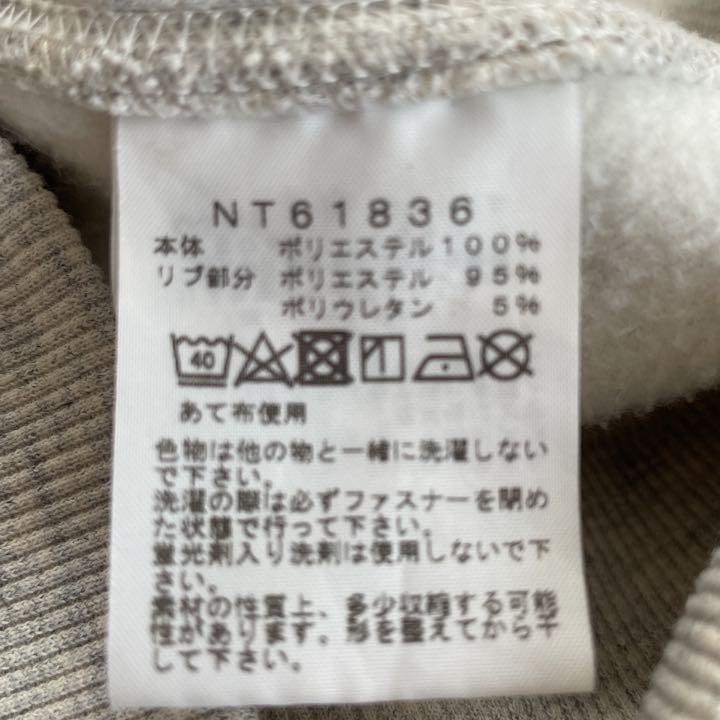 NT61836
本体 ポリエステル100%
リブ部分 ポリエステル 95%
ポリウレタン 5%
40
あて布使用
色物は他の物と一緒に洗濯しない
で下さい。
洗濯の際は必ずファスナーを閉め
た状態で行って下さい。
蛍光剤入り洗剤は使用しないで下
さい。
素材の性質上、多少収縮する可能
性があります。形を整えてから干
して下さい。